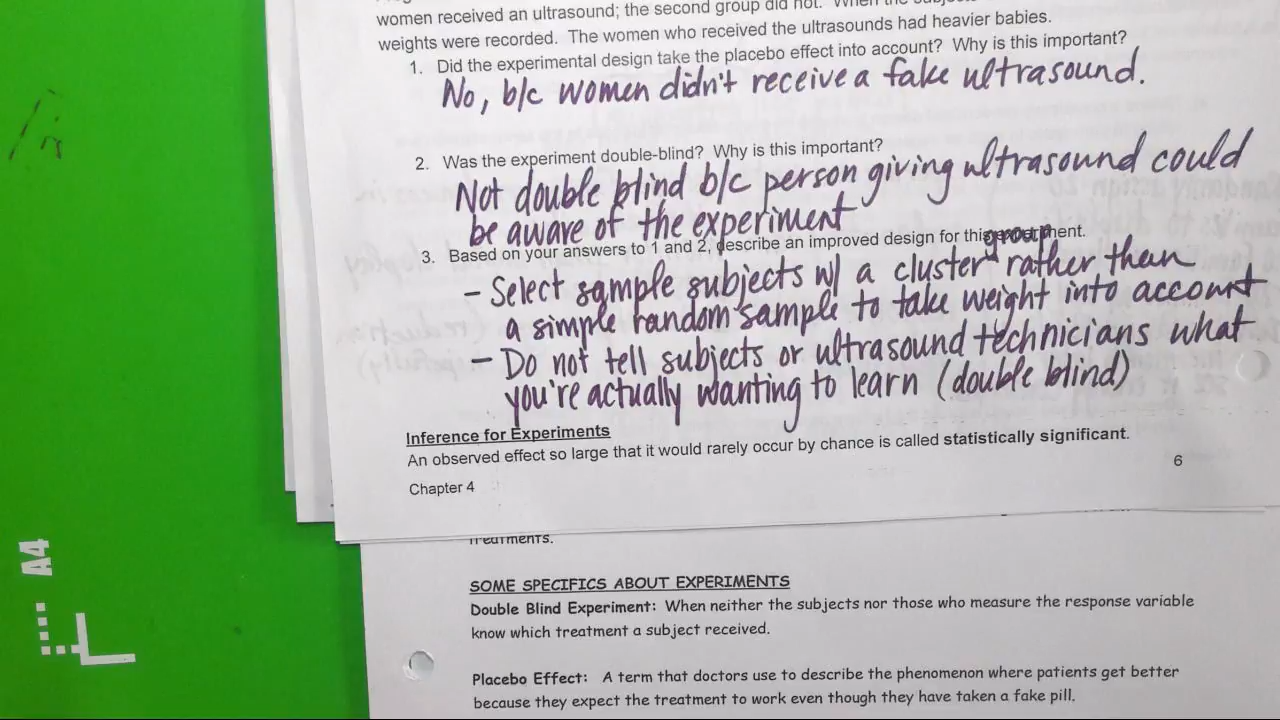 women received an ultrasound; the second group did not. When the
weights were recorded. The women who received the ultrasounds had heavier babies.
1. Did the experimental design take the placebo effect into account? Why is this important?
No, b/c women didn't receive a fake ultrasound.
2. Was the experiment double-blind? Why is this important?
Not double blind b/c person giving ultrasound could
be aware of the experiment
3. Based on your answers to 1 and 2, describe an improved design for this experiment.
group
- Select sample subjects w/ a cluster rather than
a simple random sample to take weight into account
- Do not tell subjects or ultrasound technicians what
you're actually wanting to learn (double blind)
Inference for Experiments
An observed effect so large that it would rarely occur by chance is called statistically significant.
6
Chapter 4
Treatments.
SOME SPECIFICS ABOUT EXPERIMENTS
Double Blind Experiment: When neither the subjects nor those who measure the response variable
know which treatment a subject received.
Placebo Effect: A term that doctors use to describe the phenomenon where patients get better
because they expect the treatment to work even though they have taken a fake pill.
A4